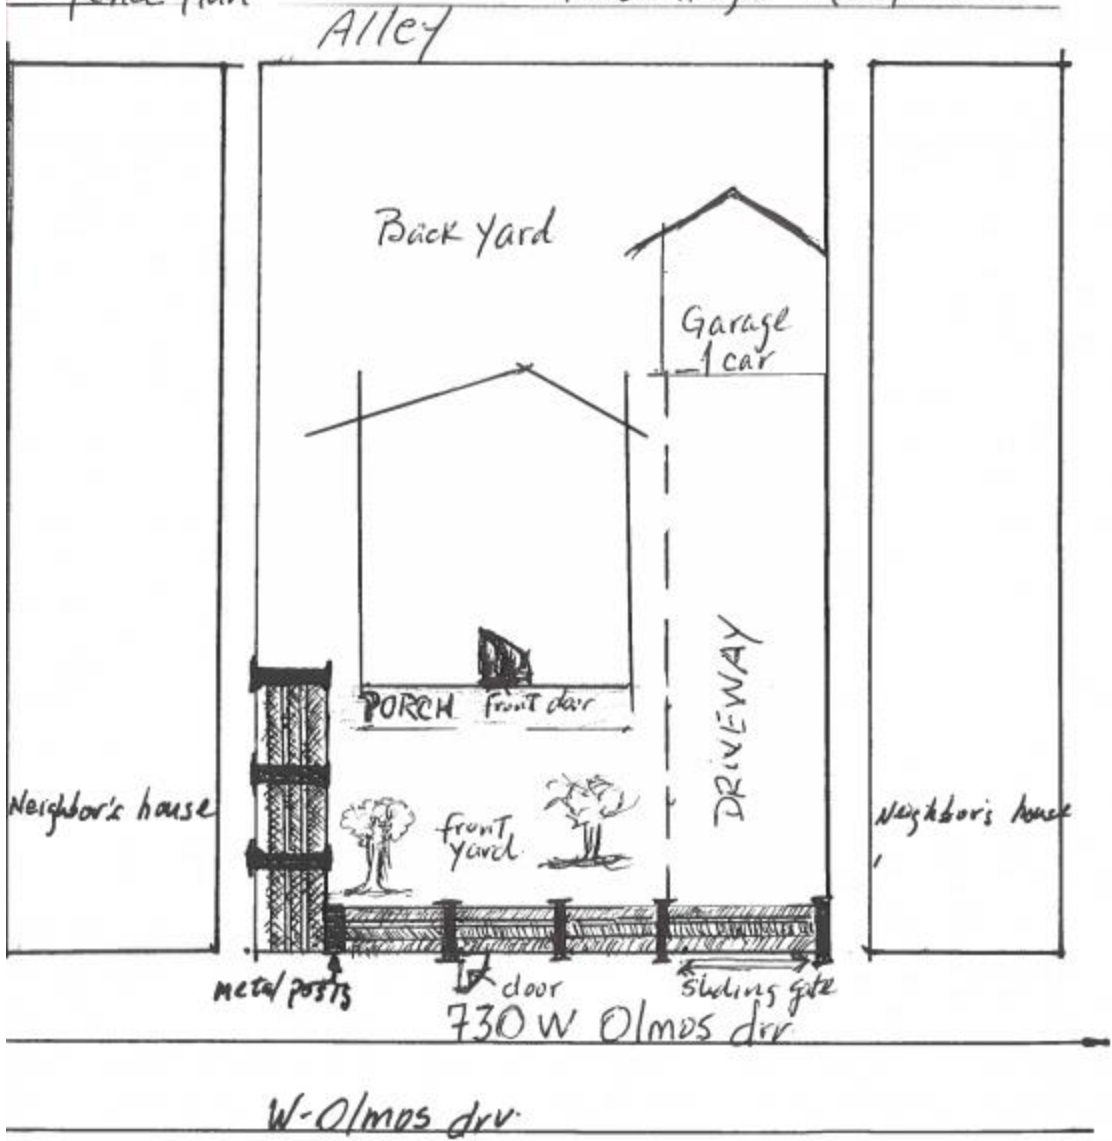 Alley
Back Yard
Garage
1 car
DRIVEWAY
PORCH front door
Neighbor's house
front
yard
Neighbor's house
metal posts
door
sliding gate
730 W Olmos drv
W-Olmos drv.